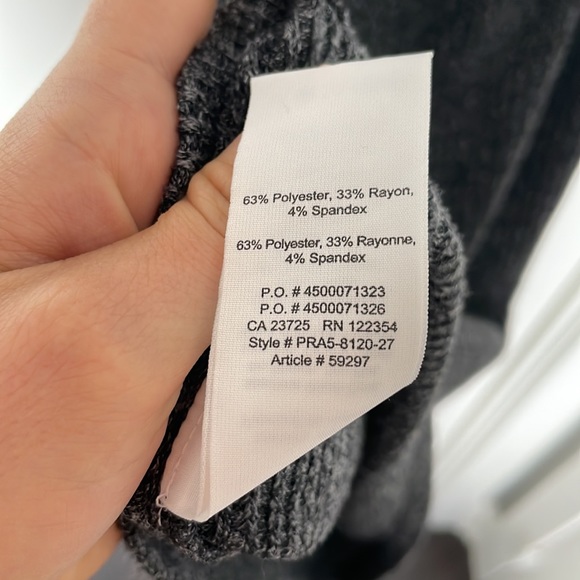 63% Polyester, 33% Rayon,
4% Spandex
63% Polyester, 33% Rayonne,
4% Spandex
P.O. # 4500071323
P.O. # 4500071326
CA 23725 RN 122354
Style # PRA5-8120-27
Article # 59297